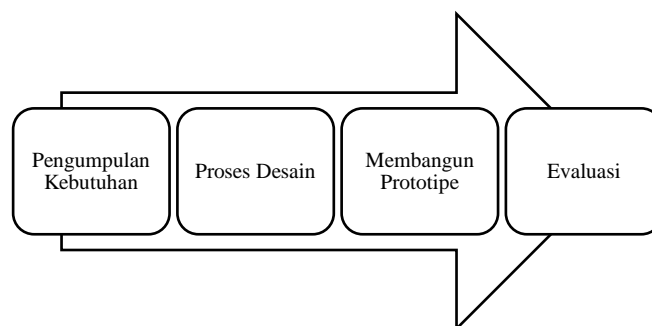 Pengumpulan
Kebutuhan
Proses Desain
Membangun
Prototipe
Evaluasi